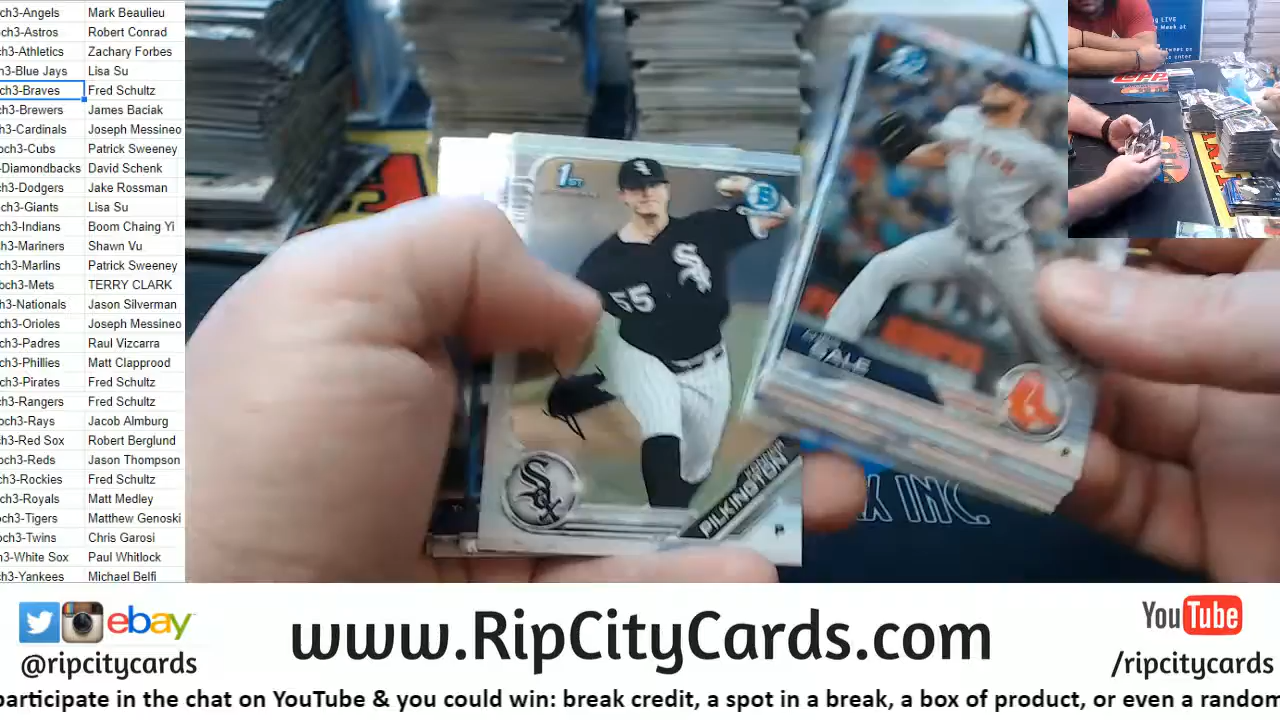 ch3-Angels Mark Beaulieu
ch3-Astros Robert Conrad
ch3-Athletics Zachary Forbes
h3-Blue Jays Lisa Su
ch3-Braves Fred Schultz
ch3-Brewers James Baciak
ch3-Cardinals Joseph Messineo
och3-Cubs Patrick Sweeney
-Diamondbacks David Schenk
ch3-Dodgers Jake Rossman
ch3-Giants Lisa Su
ch3-Indians Boom Chaing Yi
ch3-Mariners Shawn Vu
ch3-Marlins Patrick Sweeney
och3-Mets TERRY CLARK
ch3-Nationals Jason Silverman
ch3-Orioles Joseph Messineo
ch3-Padres Raul Vizcarra
ch3-Phillies Matt Clapprood
ch3-Pirates Fred Schultz
ch3-Rangers Fred Schultz
och3-Rays Jacob Almburg
ch3-Red Sox Robert Berglund
och3-Reds Jason Thompson
ch3-Rockies Fred Schultz
ch3-Royals Matt Medley
ch3-Tigers Matthew Genoski
och3-Twins Chris Garosi
h3-White Sox Paul Whitlock
ch3-Yankees Michael Belfi
1ST
B
55
PILKINGTON
P
SALE
P
INC.
ebay
@ripcitycards
www.RipCityCards.com
YouTube
/ripcitycards
participate in the chat on YouTube & you could win: break credit, a spot in a break, a box of product, or even a random